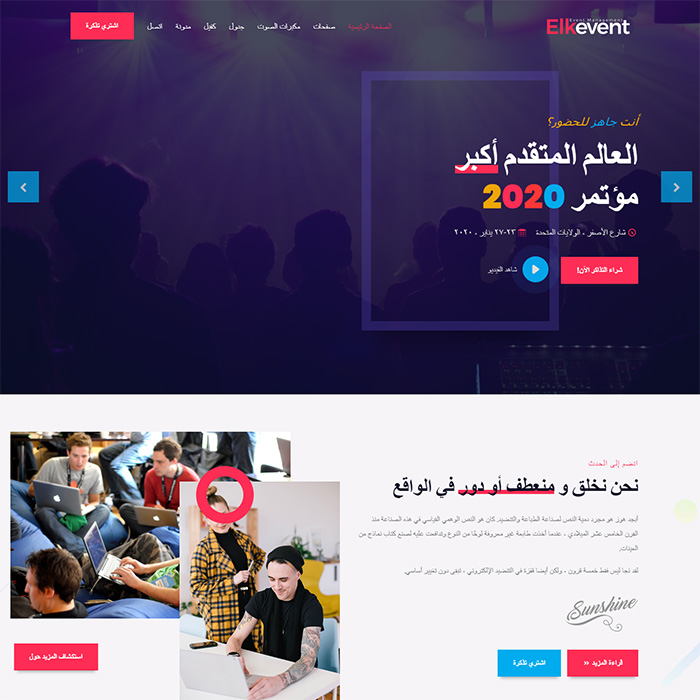 Elkevent
Event Management
الصفحة الرئيسية
صفحات
مكبرات الصوت
جدول
كفيل
مدونة
اتصل
اشتري تذكرة
أنت جاهز للحضور؟
العالم المتقدم أكبر
مؤتمر 2020
شارع الأصفر ، الولايات المتحدة
٢٣-٢٧ يناير ، ٢٠٢٠
شراء التذاكر الآن!
شاهد الفيديو
انضم إلى الحدث
نحن نخلق و منعطف أو دور في الواقع
أبجد هوز هو مجرد دمية النص لصناعة الطباعة والتنضيد. كان هو النص الوهمي القياسي في هذه الصناعة منذ
القرن الخامس عشر الميلادي ، عندما أخذت طابعة غير معروفة لوحًا من النوع وتدافعت عليه لصنع كتاب نماذج من
العينات.
لقد نجا ليس فقط خمسة قرون ، ولكن أيضا قفزة في التنضيد الإلكتروني ، تبقى دون تغيير أساسي.
Sunshine
قراءة المزيد »
اشتري تذكرة
استكشاف المزيد حول